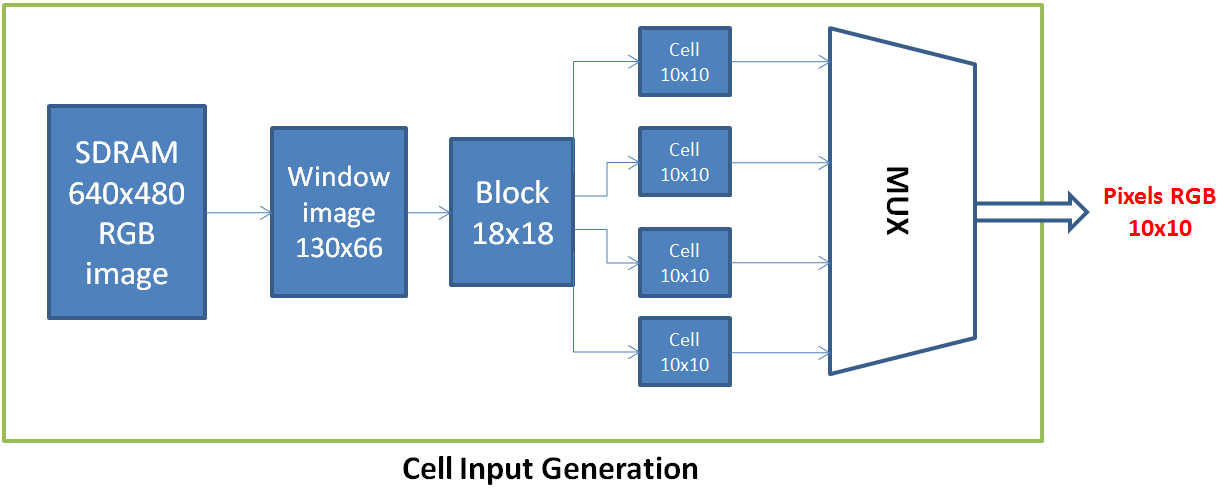 SDRAM
640x480
RGB
image
Window
image
130x66
Block
18x18
Cell
10x10
Cell
10x10
Cell
10x10
Cell
10x10
MUX
Pixels RGB
10x10
Cell Input Generation